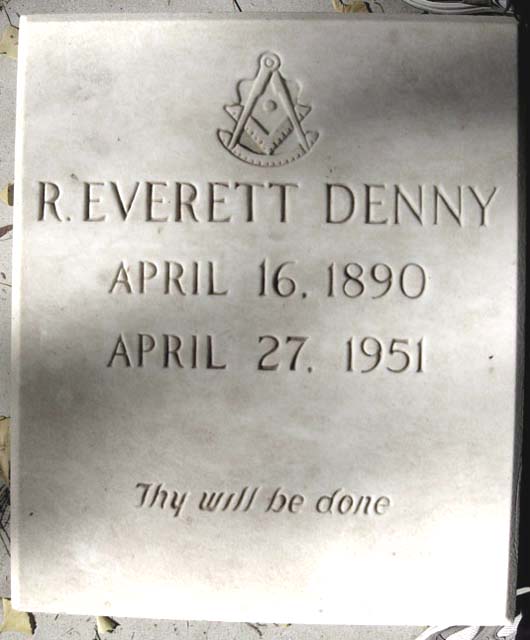 R. EVERETT DENNY
APRIL 16, 1890
APRIL 27, 1951
Thy will be done